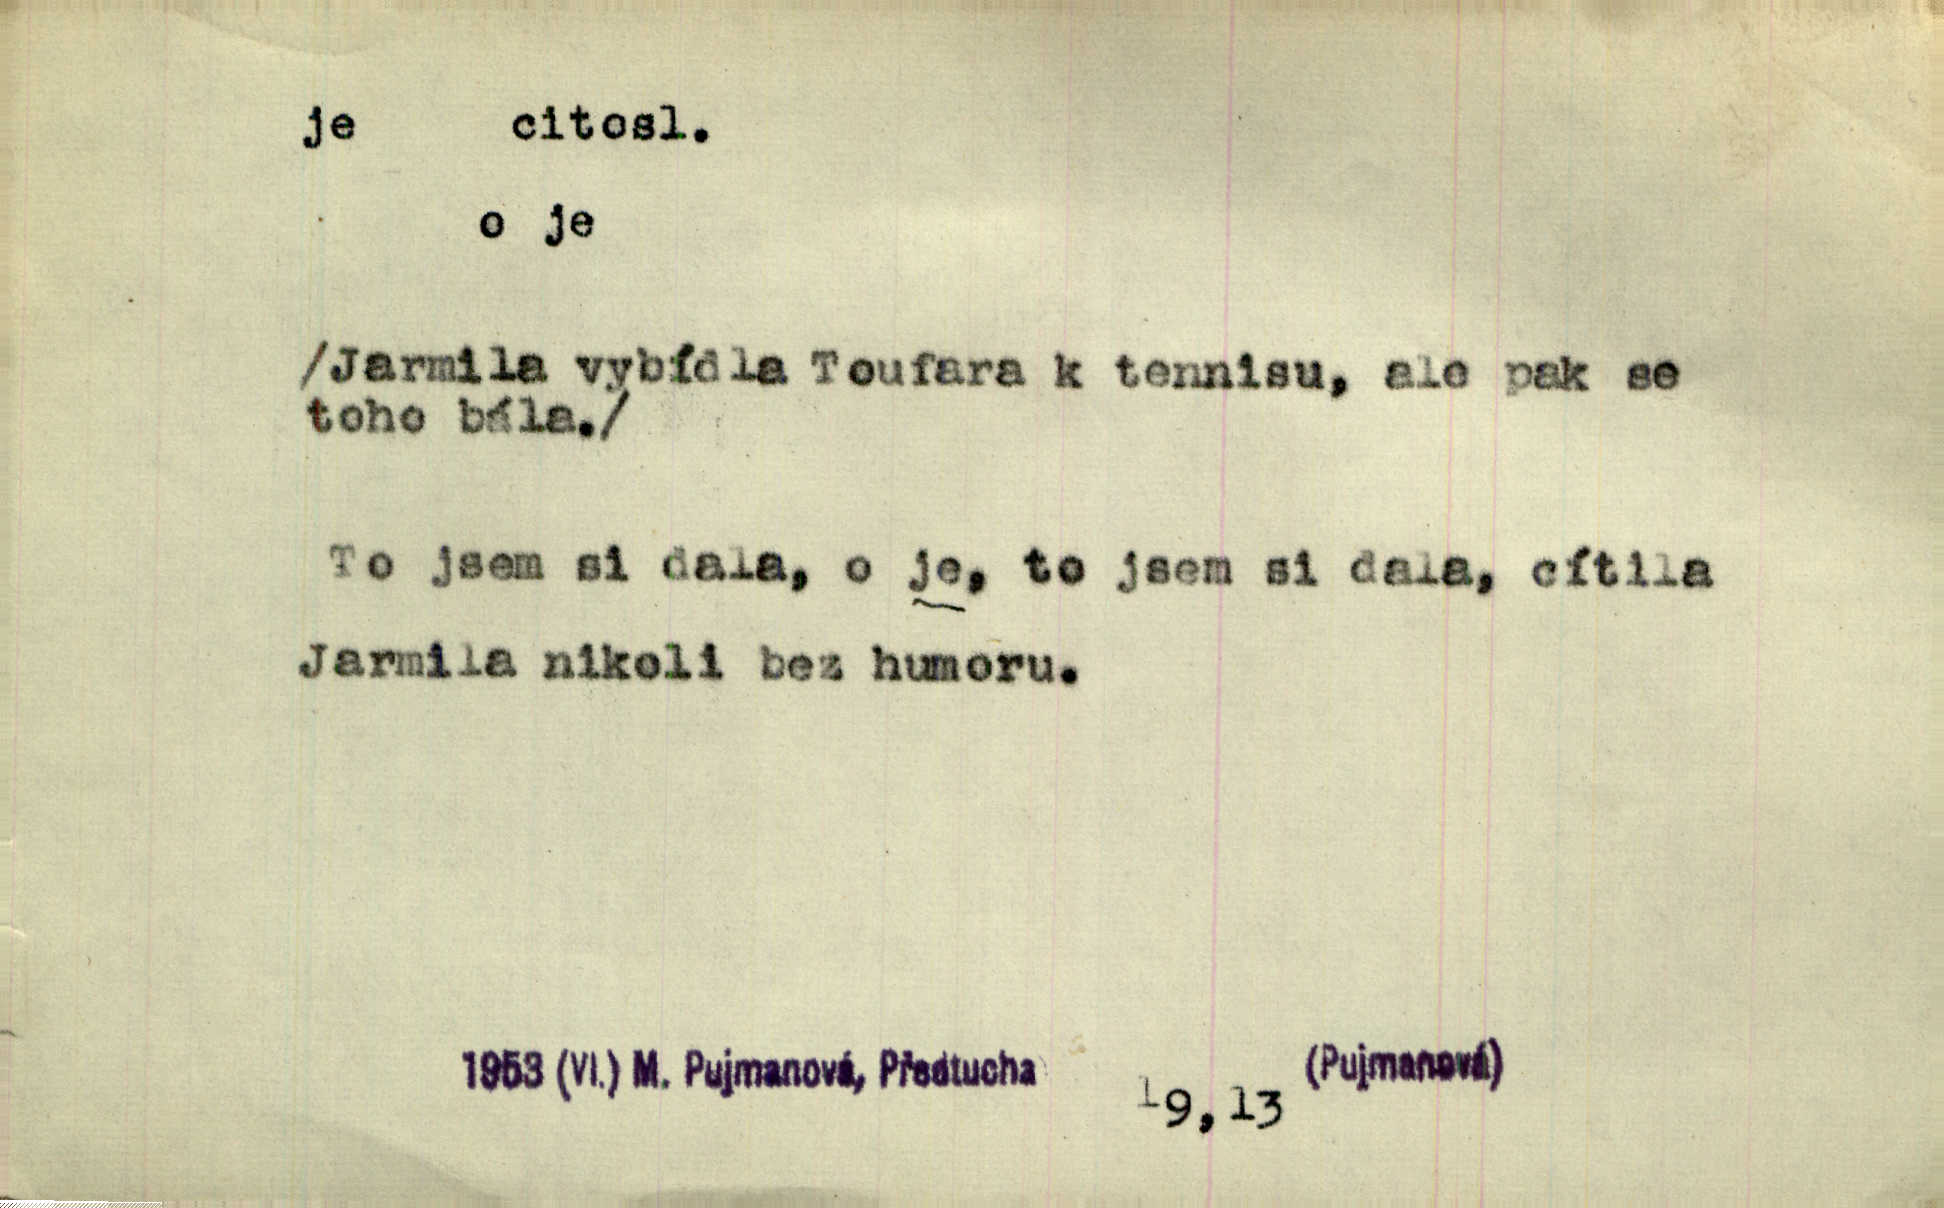 je citosl.
o je
/Jarmila vybídla Toufara k tennisu, ale pak se
toho bála./
To jsem si dala, o je, to jsem si dala, cítila
Jarmila nikoli bez humoru.
1953 (VI.) M. Pujmanová, Předtucha
19,13
(Pujmanová)